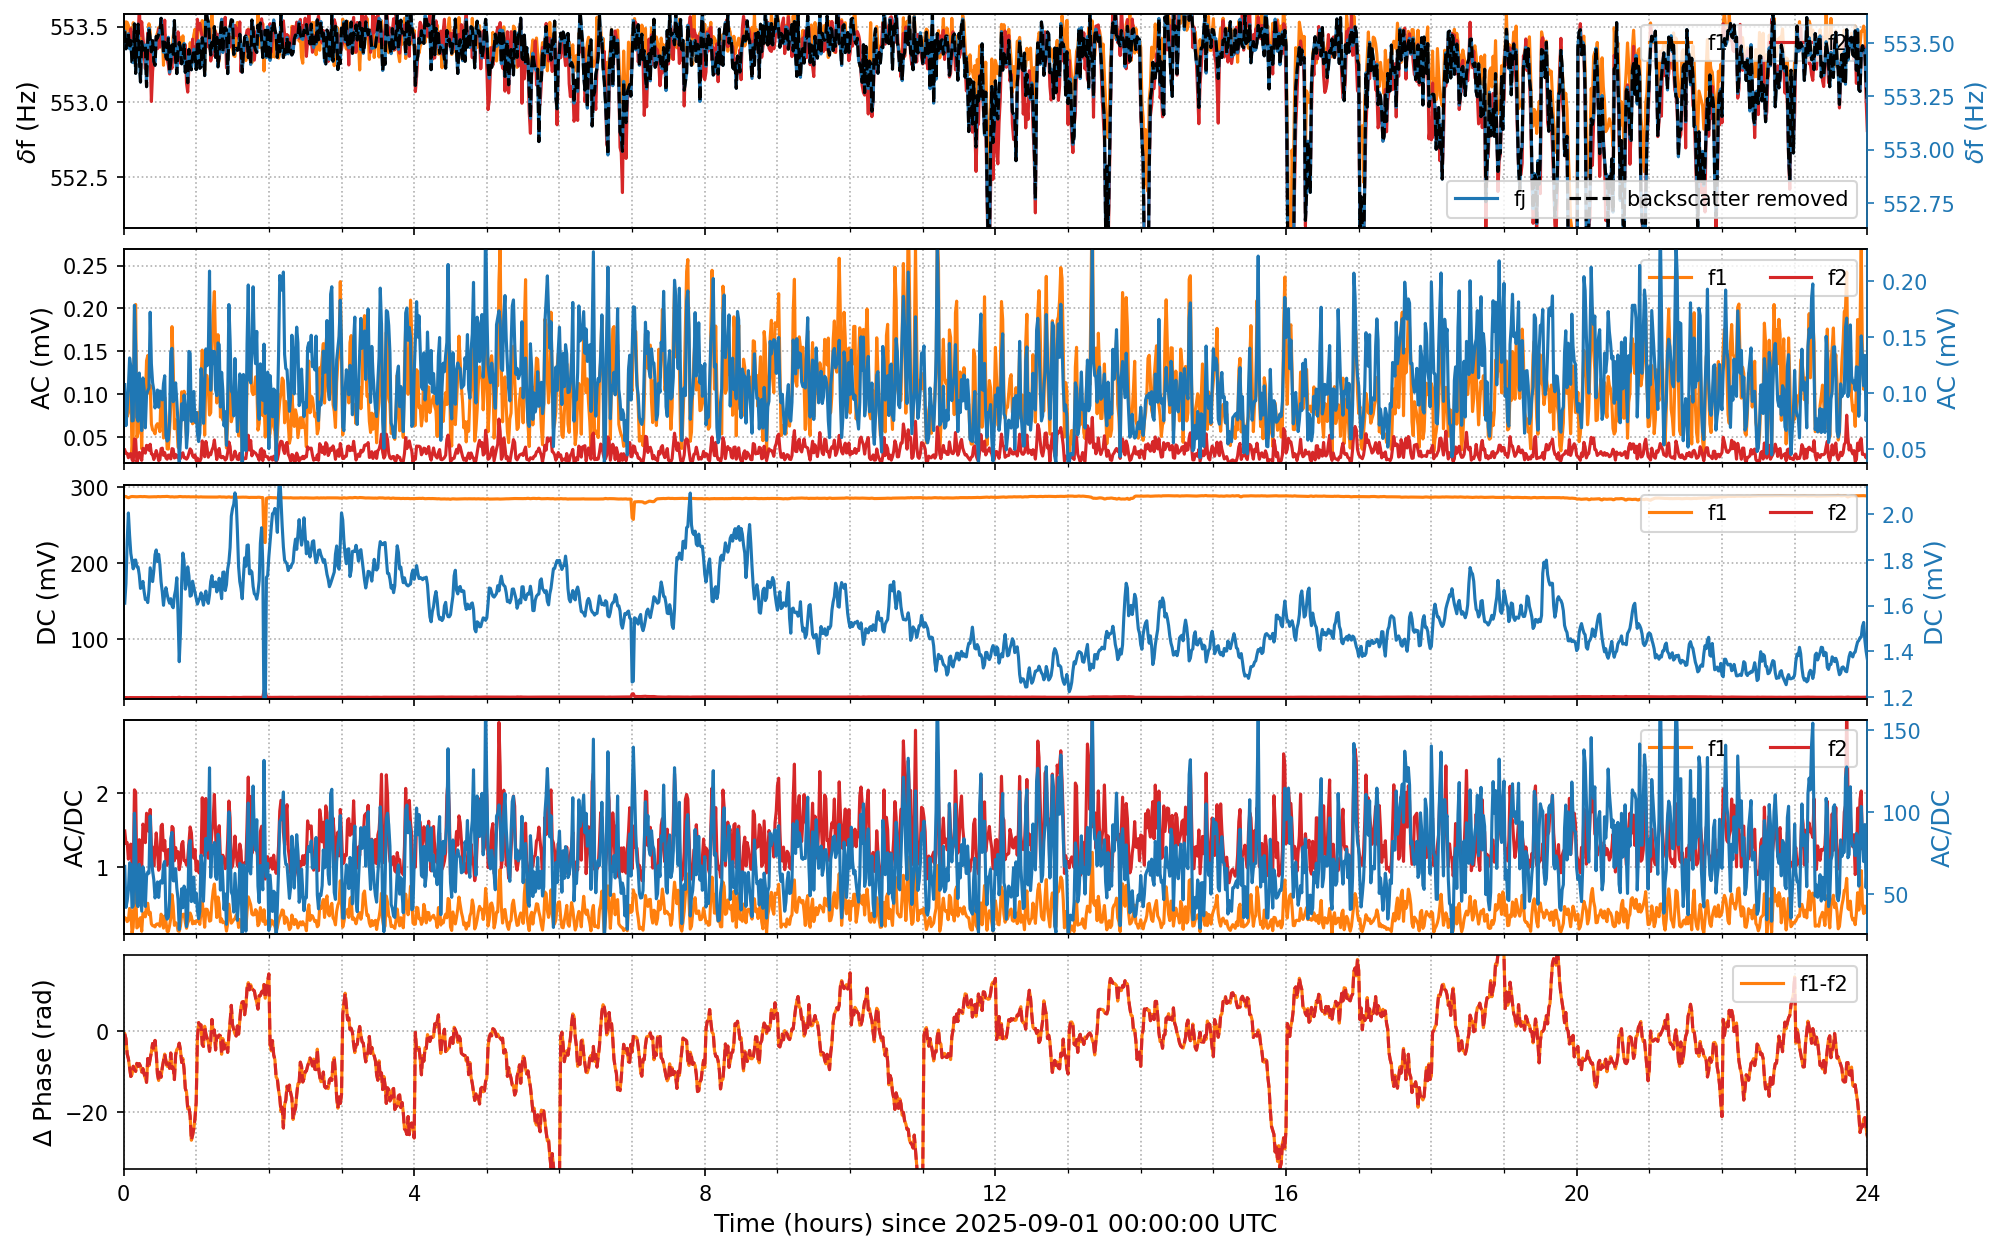 553.5
553.0
552.5
δf (Hz)
f1 f2
fj backscatter removed
553.50
553.25
553.00
552.75
δf (Hz)
0.25
0.20
0.15
0.10
0.05
AC (mV)
f1 f2
0.20
0.15
0.10
0.05
AC (mV)
300
200
100
DC (mV)
f1 f2
2.0
1.8
1.6
1.4
1.2
DC (mV)
2
1
AC/DC
f1 f2
150
100
50
AC/DC
0
−20
Δ Phase (rad)
f1-f2
0 4 8 12 16 20 24
Time (hours) since 2025-09-01 00:00:00 UTC